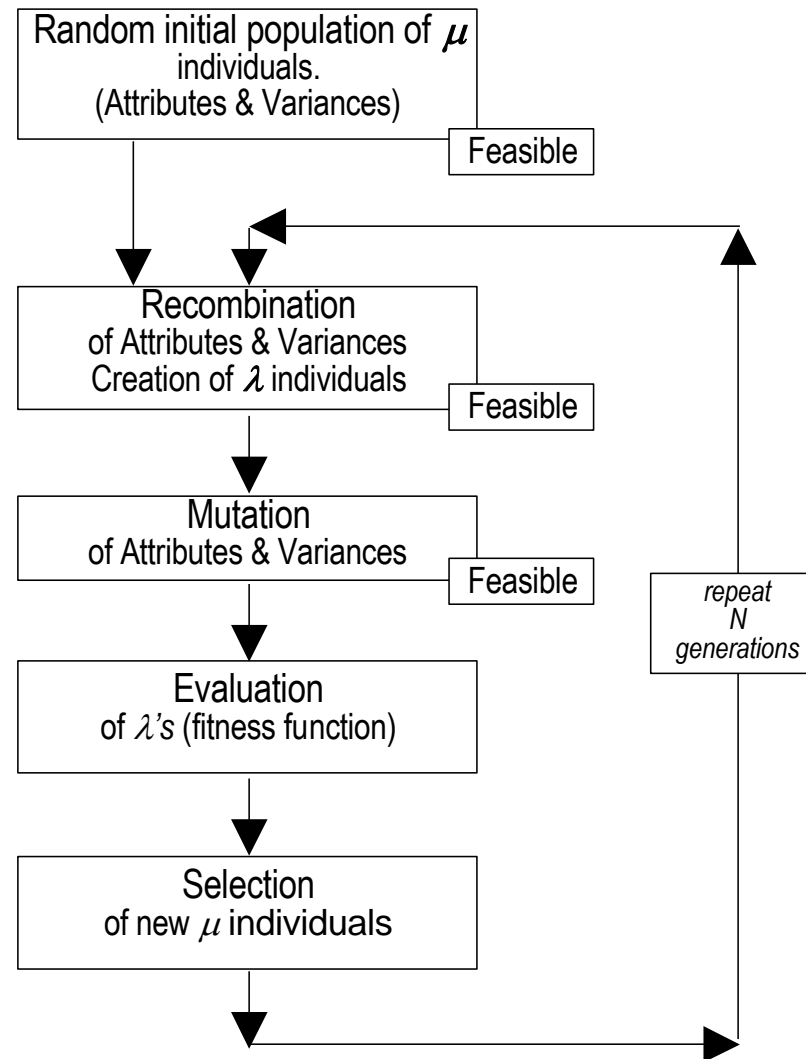 Random initial population of μ
individuals.
(Attributes & Variances)
Feasible
Recombination
of Attributes & Variances
Creation of λ individuals
Feasible
Mutation
of Attributes & Variances
Feasible
repeat
N
generations
Evaluation
of λ's (fitness function)
Selection
of new μ individuals